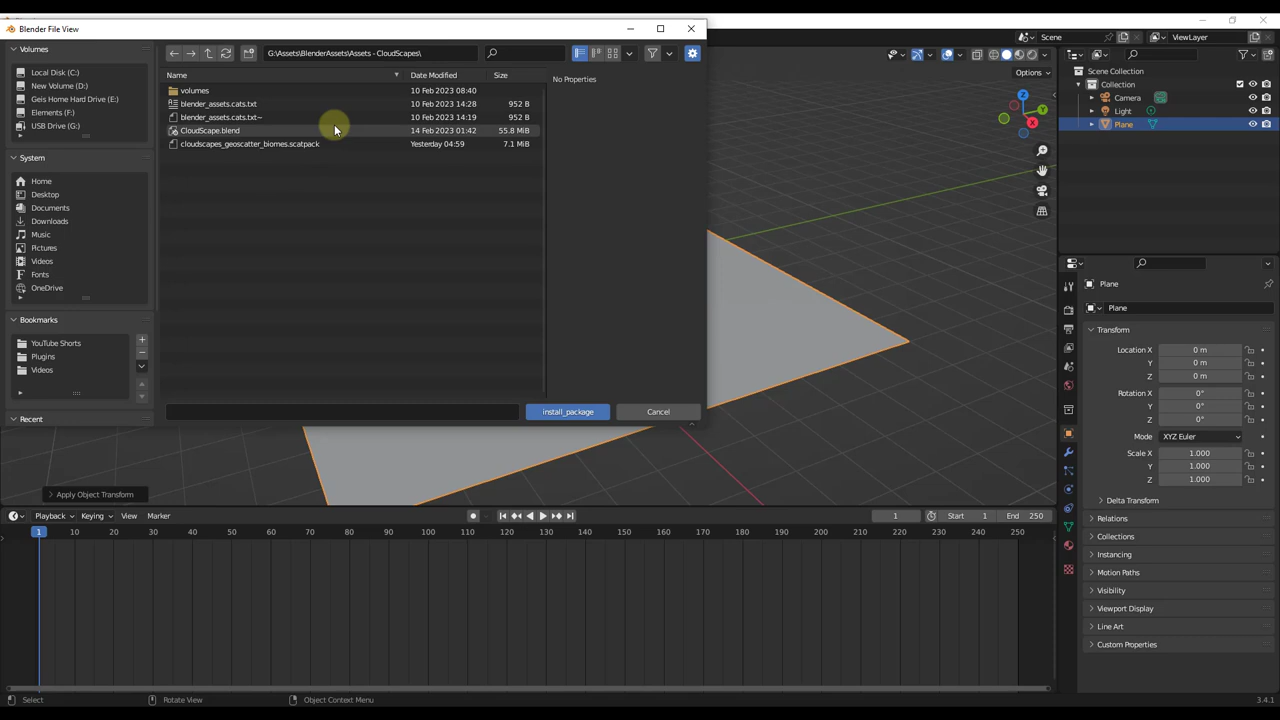 Blender File View
Volumes
Local Disk (C:)
New Volume (D:)
Geis Home Hard Drive (E:)
Elements (F:)
USB Drive (G:)
System
Home
Desktop
Documents
Downloads
Music
Pictures
Videos
Fonts
OneDrive
Bookmarks
YouTube Shorts
Plugins
Videos
Recent
G:\Assets\BlenderAssets\Assets - CloudScapes\
Name Date Modified Size
volumes 10 Feb 2023 08:40
blender_assets.cats.txt 10 Feb 2023 14:28 952 B
blender_assets.cats.txt~ 10 Feb 2023 14:19 952 B
CloudScape.blend 14 Feb 2023 01:42 55.8 MiB
cloudscapes_geoscatter_biomes.scatpack Yesterday 04:59 7.1 MiB
No Properties
install_package Cancel
Scene
ViewLayer
Options
Z
Y
X
Scene Collection
Collection
Camera
Light
Plane
Plane
Plane
Transform
Location X 0 m
Y 0 m
Z 0 m
Rotation X 0°
Y 0°
Z 0°
Mode XYZ Euler
Scale X 1.000
Y 1.000
Z 1.000
Delta Transform
Relations
Collections
Instancing
Motion Paths
Visibility
Viewport Display
Line Art
Custom Properties
Apply Object Transform
Playback Keying View Marker 1 Start 1 End 250
1 10 20 30 40 50 60 70 80 90 100 110 120 130 140 150 160 170 180 190 200 210 220 230 240 250
Select Rotate View Object Context Menu 3.4.1